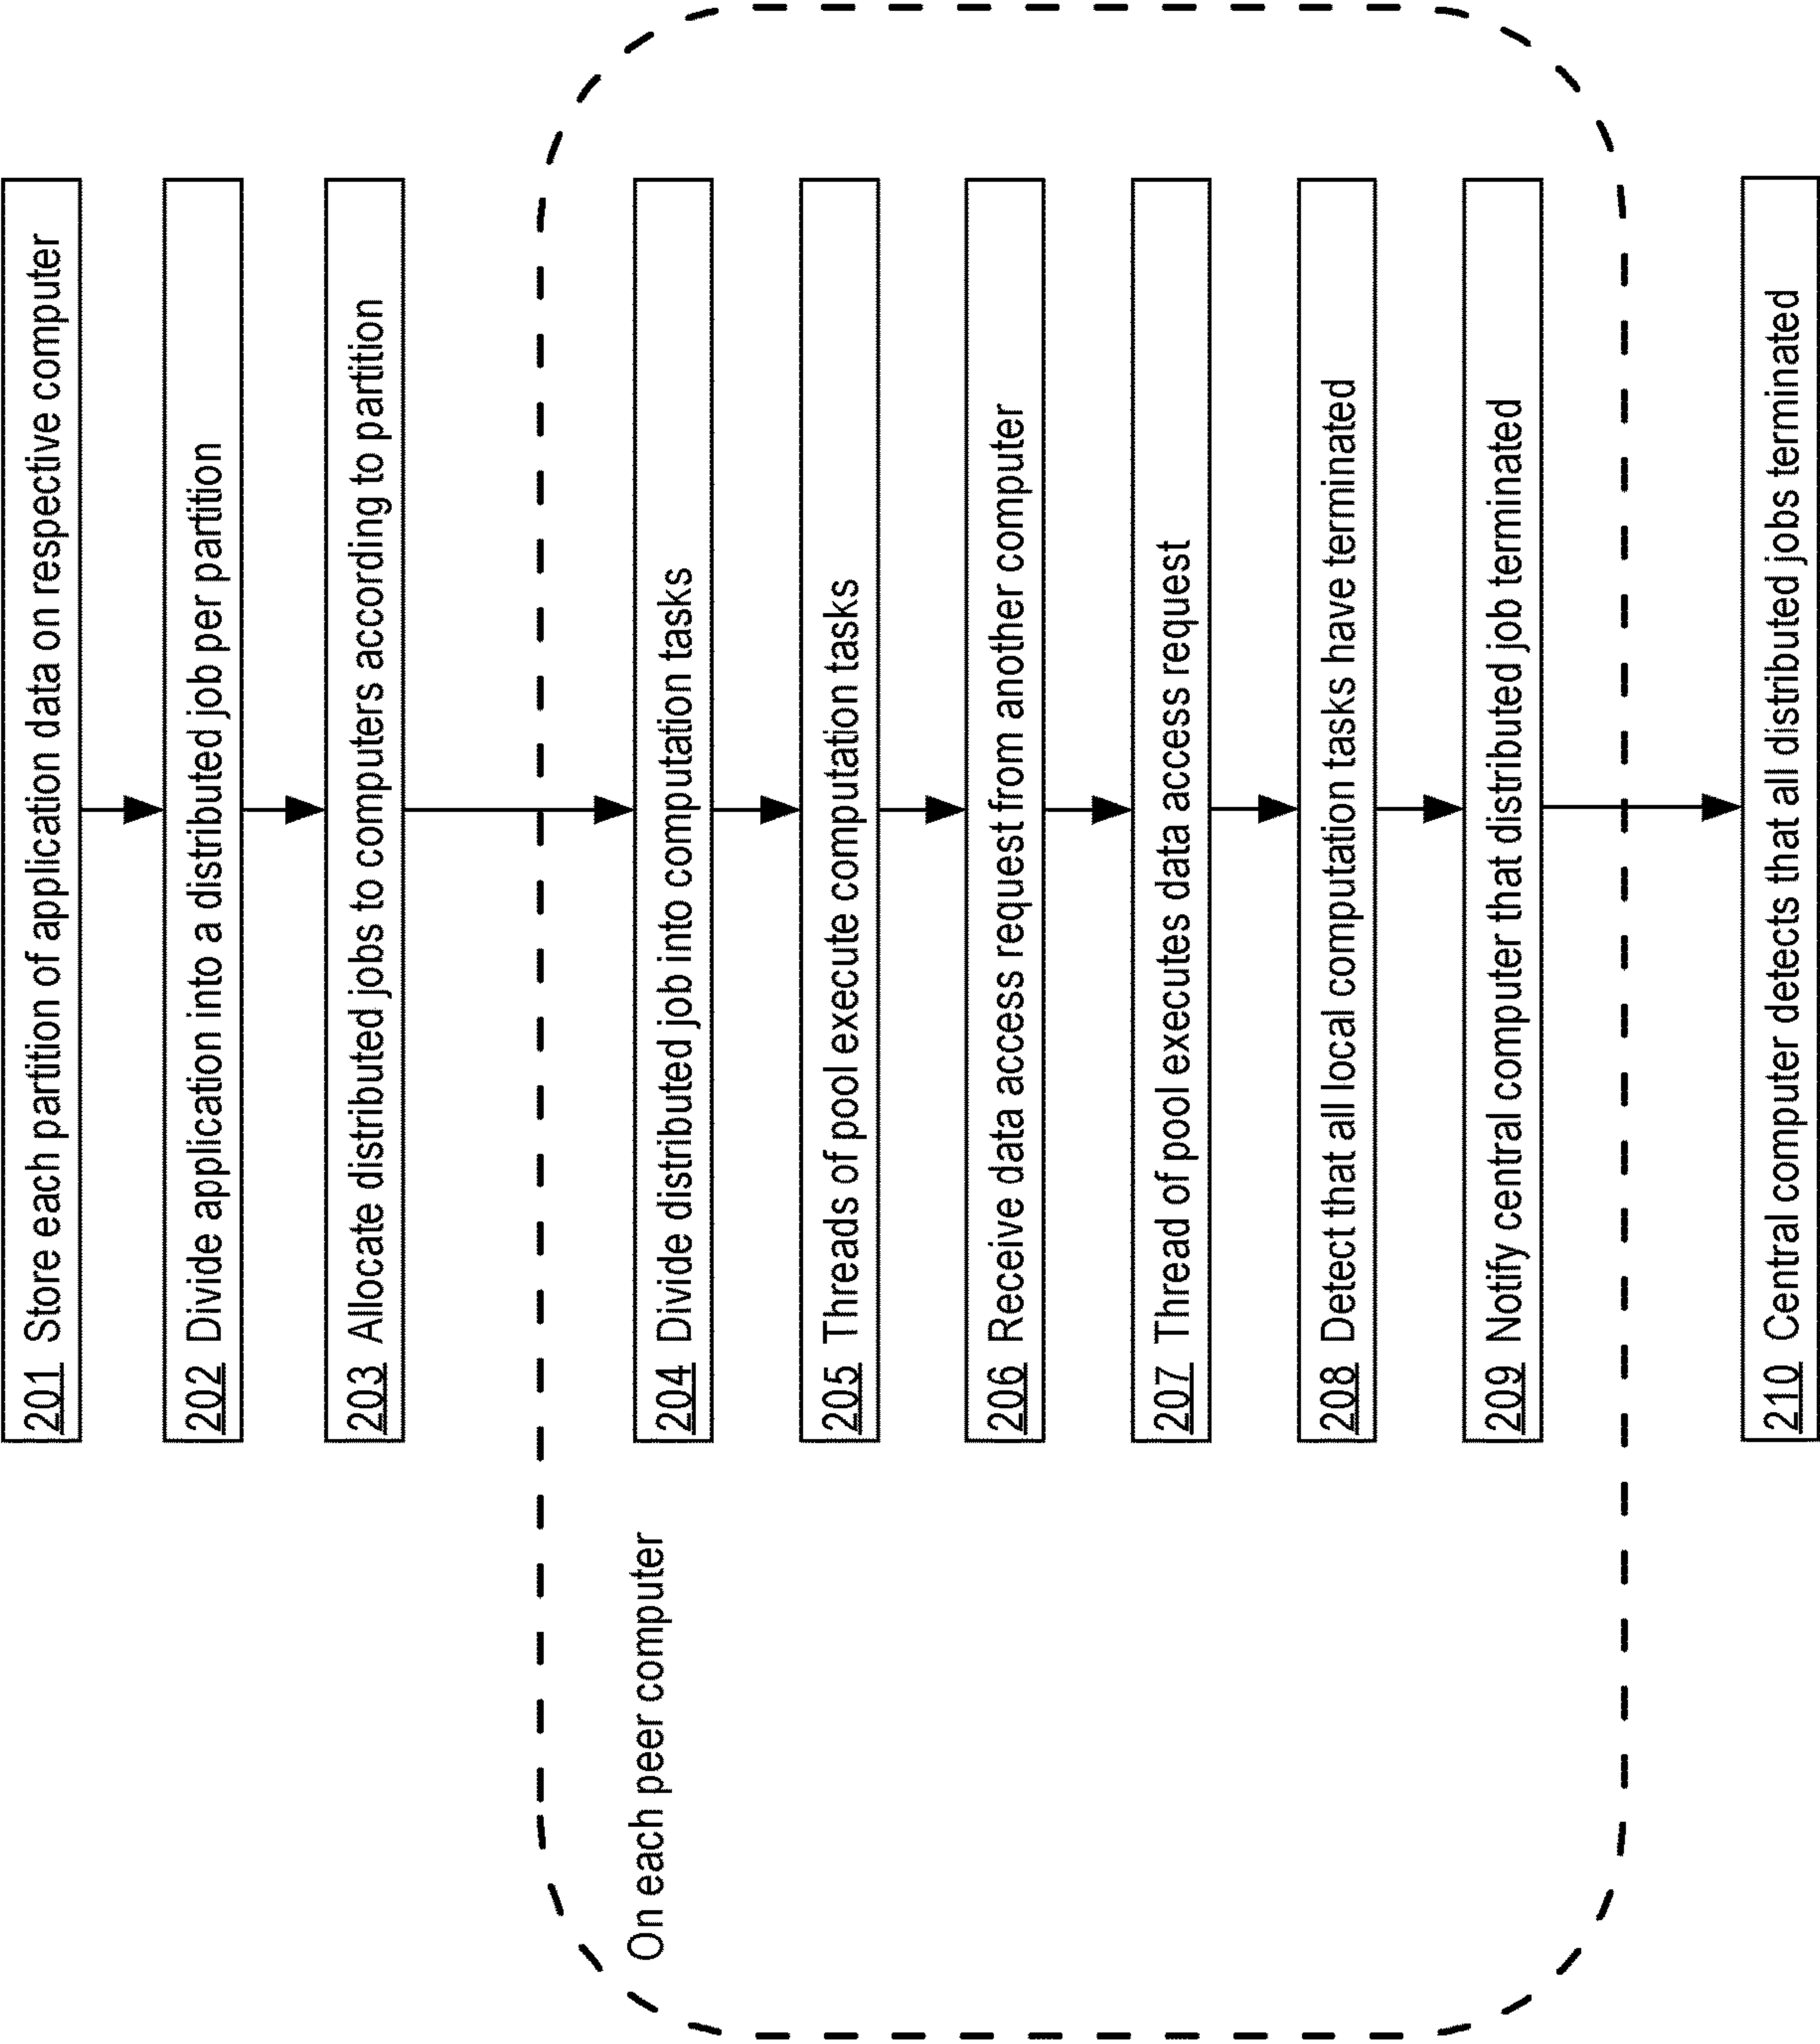 201 Store each partition of application data on respective computer
202 Divide application into a distributed job per partition
203 Allocate distributed jobs to computers according to partition
On each peer computer
204 Divide distributed job into computation tasks
205 Threads of pool execute computation tasks
206 Receive data access request from another computer
207 Thread of pool executes data access request
208 Detect that all local computation tasks have terminated
209 Notify central computer that distributed job terminated
210 Central computer detects that all distributed jobs terminated